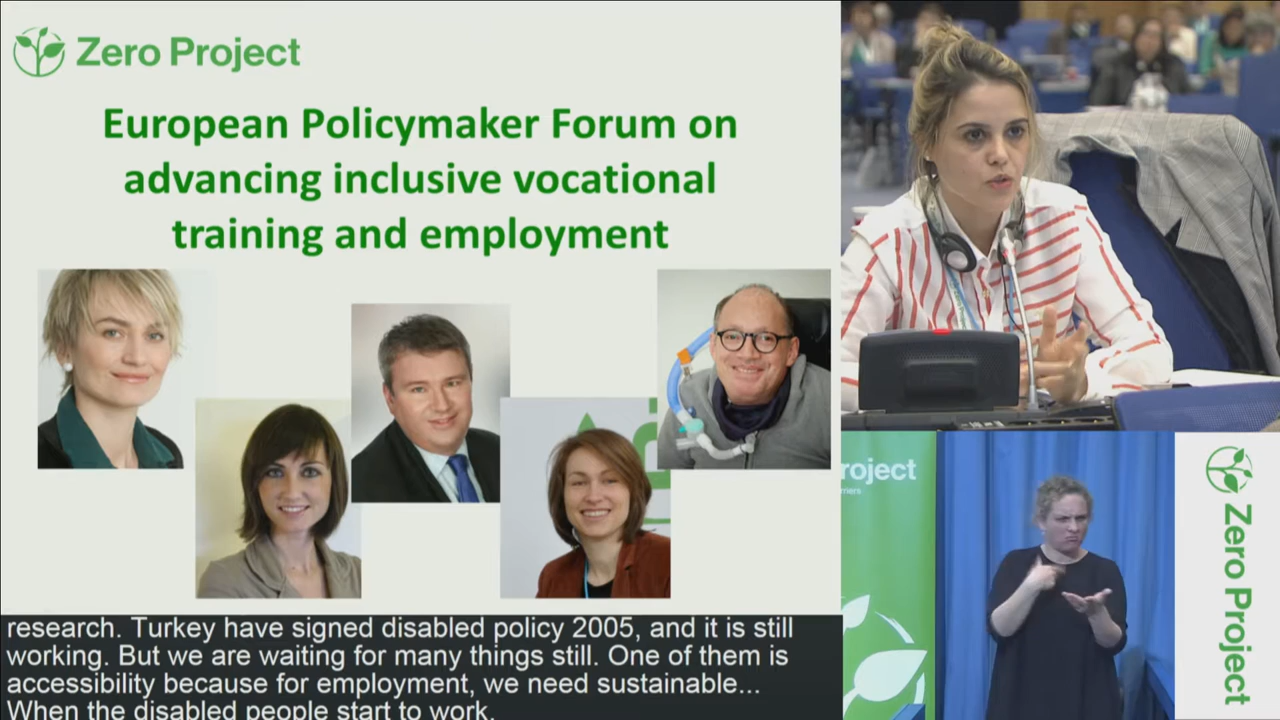 Zero Project
European Policymaker Forum on
advancing inclusive vocational
training and employment
research. Turkey have signed disabled policy 2005, and it is still
working. But we are waiting for many things still. One of them is
accessibility because for employment, we need sustainable...
When the disabled people start to work,
roject
Zero Project